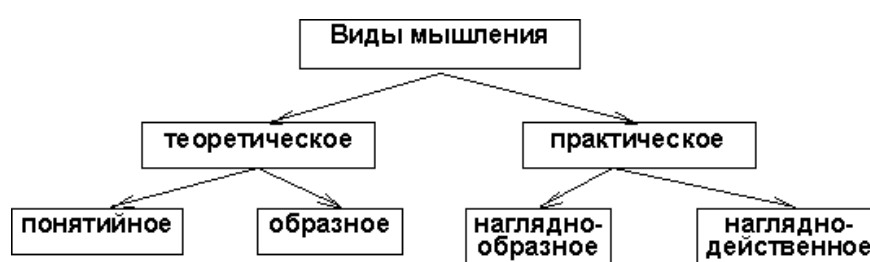 Виды мышления
теоретическое
практическое
понятийное
образное
наглядно-
образное
наглядно-
действенное